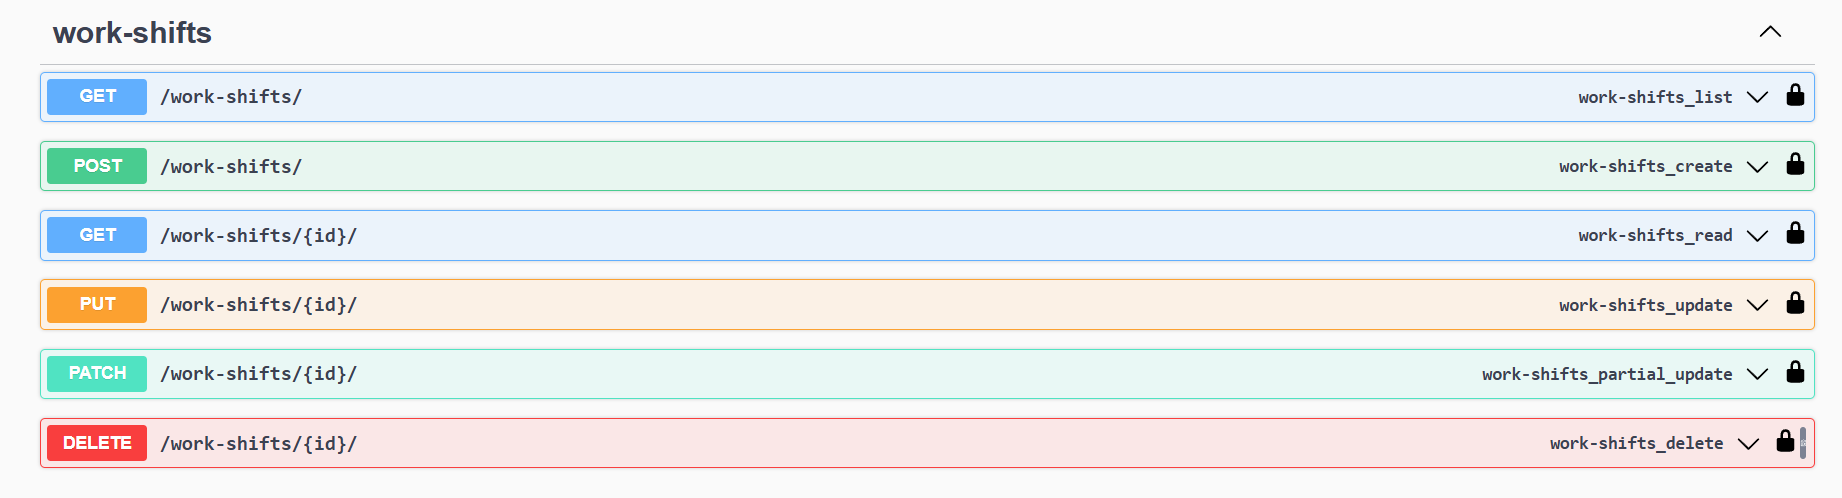 work-shifts
GET /work-shifts/ work-shifts_list
POST /work-shifts/ work-shifts_create
GET /work-shifts/{id}/ work-shifts_read
PUT /work-shifts/{id}/ work-shifts_update
PATCH /work-shifts/{id}/ work-shifts_partial_update
DELETE /work-shifts/{id}/ work-shifts_delete